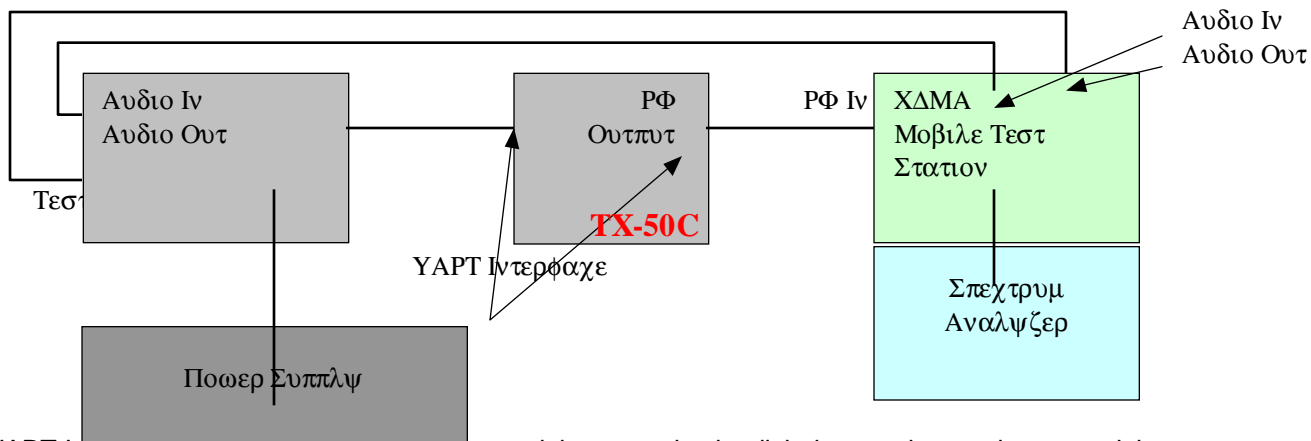 Αυδιο Ιν
Αυδιο Ουτ
Αυδιο Ιν
Αυδιο Ουτ
ΡΦ
Ουτπυτ
ΤΧ-50C
ΡΦ Ιν
ΧΔΜΑ
Μοβιλε Τεστ
Στατιον
Τεστ
ΥΑΡΤ Ιντερφαχε
Σπεχτρυμ
Αναλψζερ
Ποωερ Συππλψ